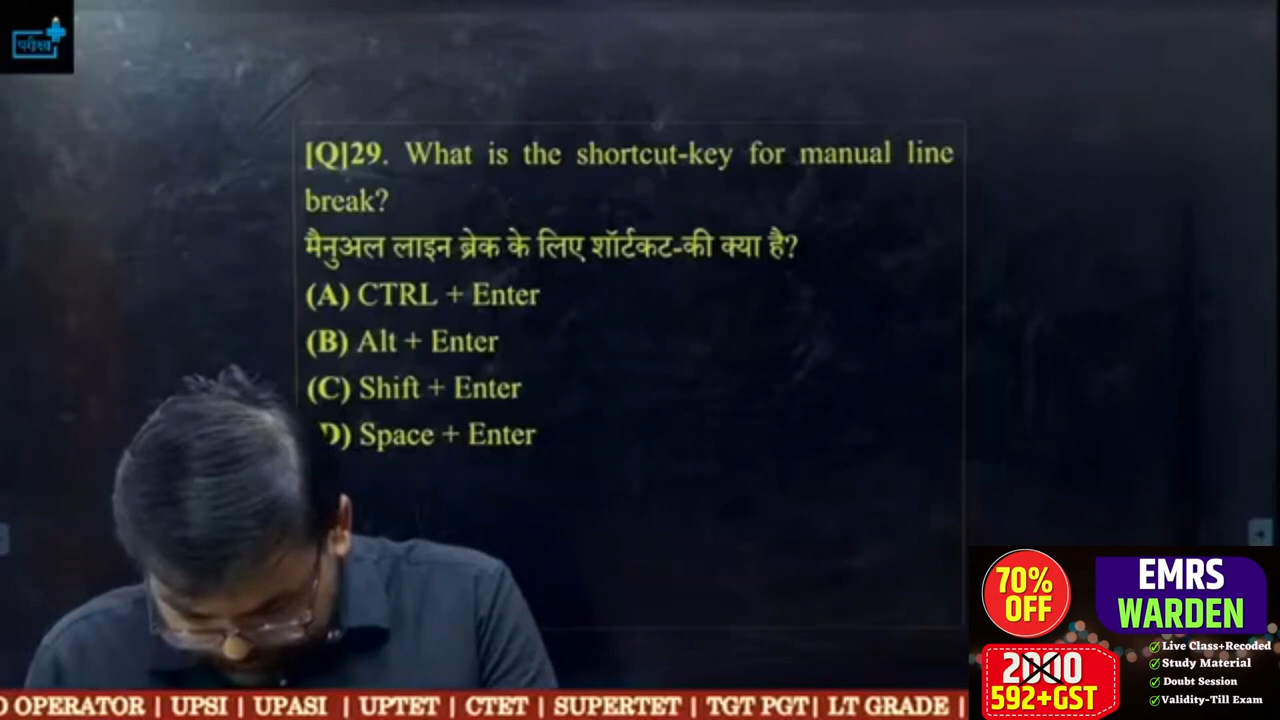 परीक्षा
[Q]29. What is the shortcut-key for manual line
break?
मैनुअल लाइन ब्रेक के लिए शॉर्टकट-की क्या है?
(A) CTRL + Enter
(B) Alt + Enter
(C) Shift + Enter
D) Space + Enter
70%
OFF
EMRS
WARDEN
2000
592+GST
Live Class+Recoded
Study Material
Doubt Session
Validity-Till Exam
OPERATOR | UPSI | UPASI | UPTET | CTET | SUPERTET | TGT PGT| LT GRADE |